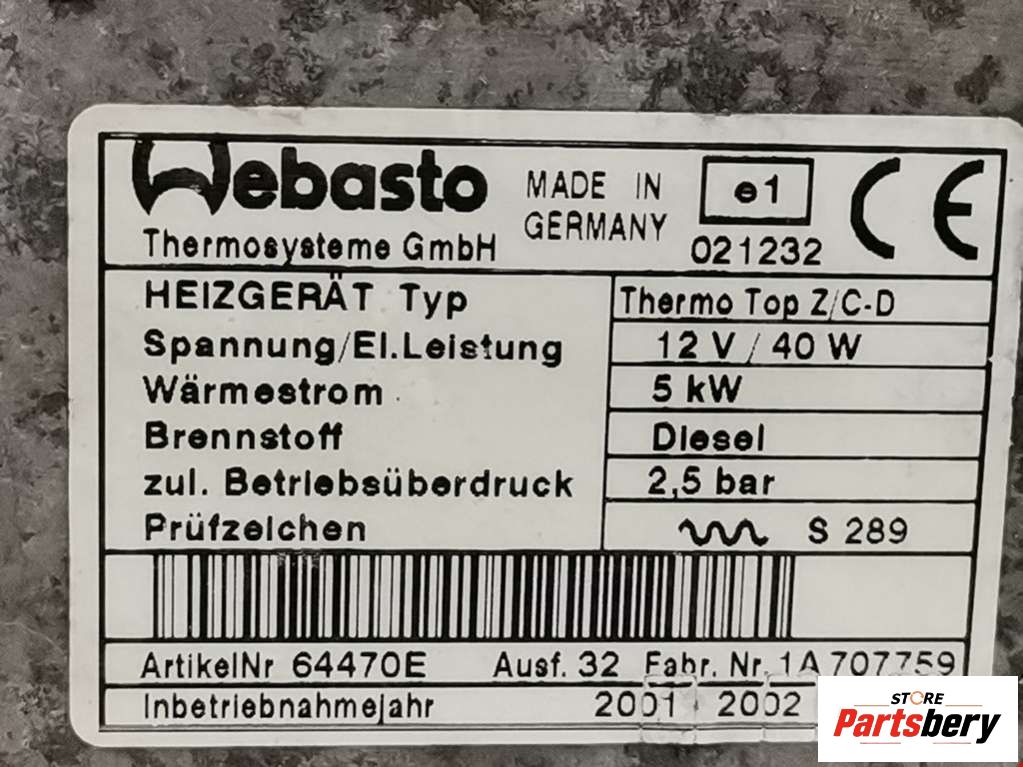 Webasto
Thermosysteme GmbH
MADE IN
GERMANY
e1
021232
CE
HEIZGERÄT Typ Thermo Top Z/C-D
Spannung/El.Leistung 12 V / 40 W
Wärmestrom 5 kW
Brennstoff Diesel
zul. Betriebsüberdruck 2,5 bar
Prüfzeichen S 289
ArtikelNr 64470E Ausf. 32 Fahr. Nr. 1A 707759
Inbetriebnahmejahr 2001 2002
STORE
Partsbery